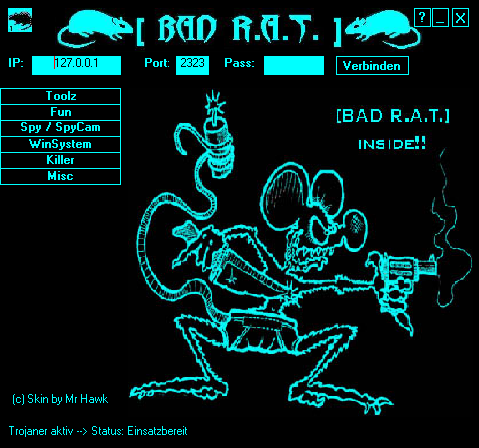 [ BAD R.A.T. ]
? _ X
IP: 127.0.0.1 Port: 2323 Pass: Verbinden
Toolz
Fun
Spy / SpyCam
WinSystem
Killer
Misc
[BAD R.A.T.]
INSIDE!!
(c) Skin by Mr Hawk
Trojaner aktiv --> Status: Einsatzbereit